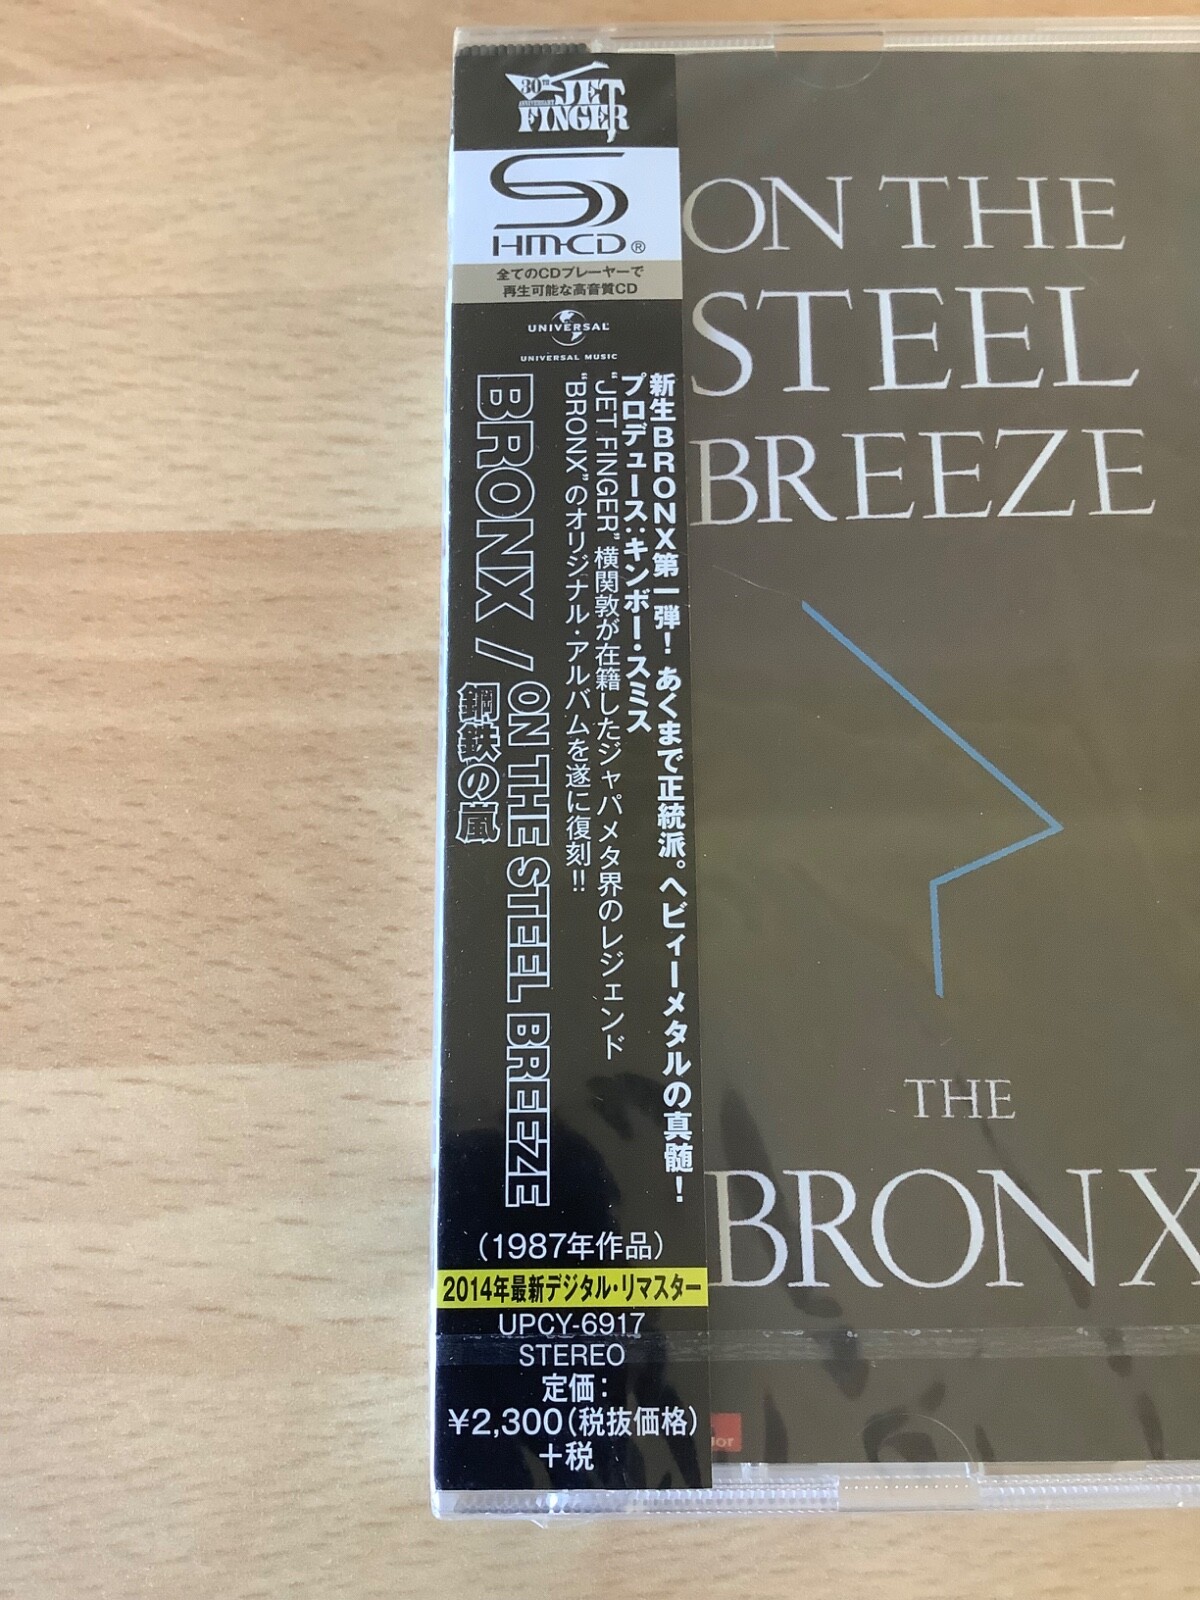 30TH
ANNIVERSARY
JET
FINGER
SHM-CD®
全てのCDプレーヤーで
再生可能な高音質CD
UNIVERSAL
UNIVERSAL MUSIC
新生BRONX第一弾！あくまで正統派。ヘビィーメタルの真髄！
プロデュース：キンボー・スミス
“JET FINGER”横関敦が在籍したジャパメタ界のレジェンド
“BRONX”のオリジナル・アルバムを遂に復刻!!
BRONX / ON THE STEEL BREEZE
鋼鉄の嵐
（1987年作品）
2014年最新デジタル・リマスター
UPCY-6917
STEREO
定価：
¥2,300（税抜価格）
＋税
ON THE
STEEL
BREEZE
THE
BRONX